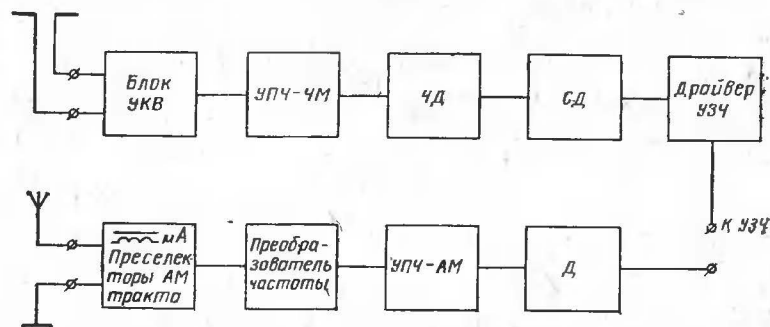 Блок
УКВ
УПЧ-ЧМ
ЧД
СД
Драйвер
УЗЧ
К УЗЧ
мА
Преселек-
торы АМ
тракта
Преобра-
зователь
частоты
УПЧ-АМ
Д